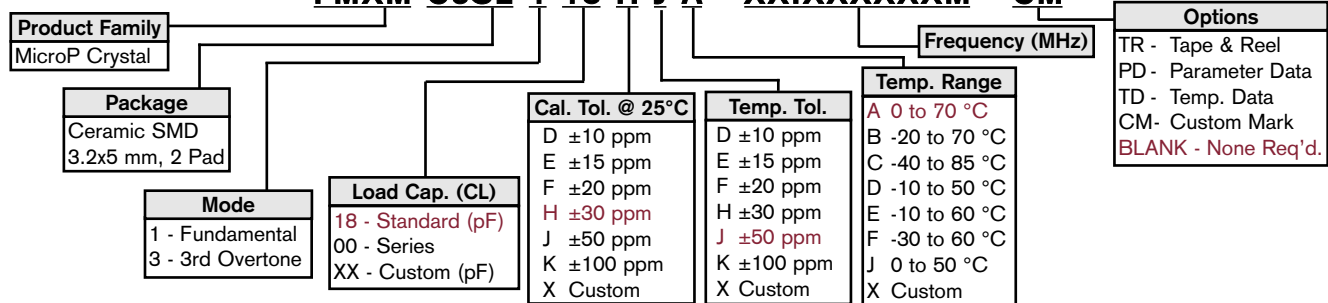 Product Family
MicroP Crystal
Package
Ceramic SMD
3.2x5 mm, 2 Pad
Mode
1 - Fundamental
3 - 3rd Overtone
Load Cap. (CL)
18 - Standard (pF)
00 - Series
XX - Custom (pF)
Cal. Tol. @ 25°C
D ±10 ppm
E ±15 ppm
F ±20 ppm
H ±30 ppm
J ±50 ppm
K ±100 ppm
X Custom
Temp. Tol.
D ±10 ppm
E ±15 ppm
F ±20 ppm
H ±30 ppm
J ±50 ppm
K ±100 ppm
X Custom
Frequency (MHz)
Temp. Range
A 0 to 70 °C
B -20 to 70 °C
C -40 to 85 °C
D -10 to 50 °C
E -10 to 60 °C
F -30 to 60 °C
J 0 to 50 °C
X Custom
Options
TR - Tape & Reel
PD - Parameter Data
TD - Temp. Data
CM- Custom Mark
BLANK - None Req'd.